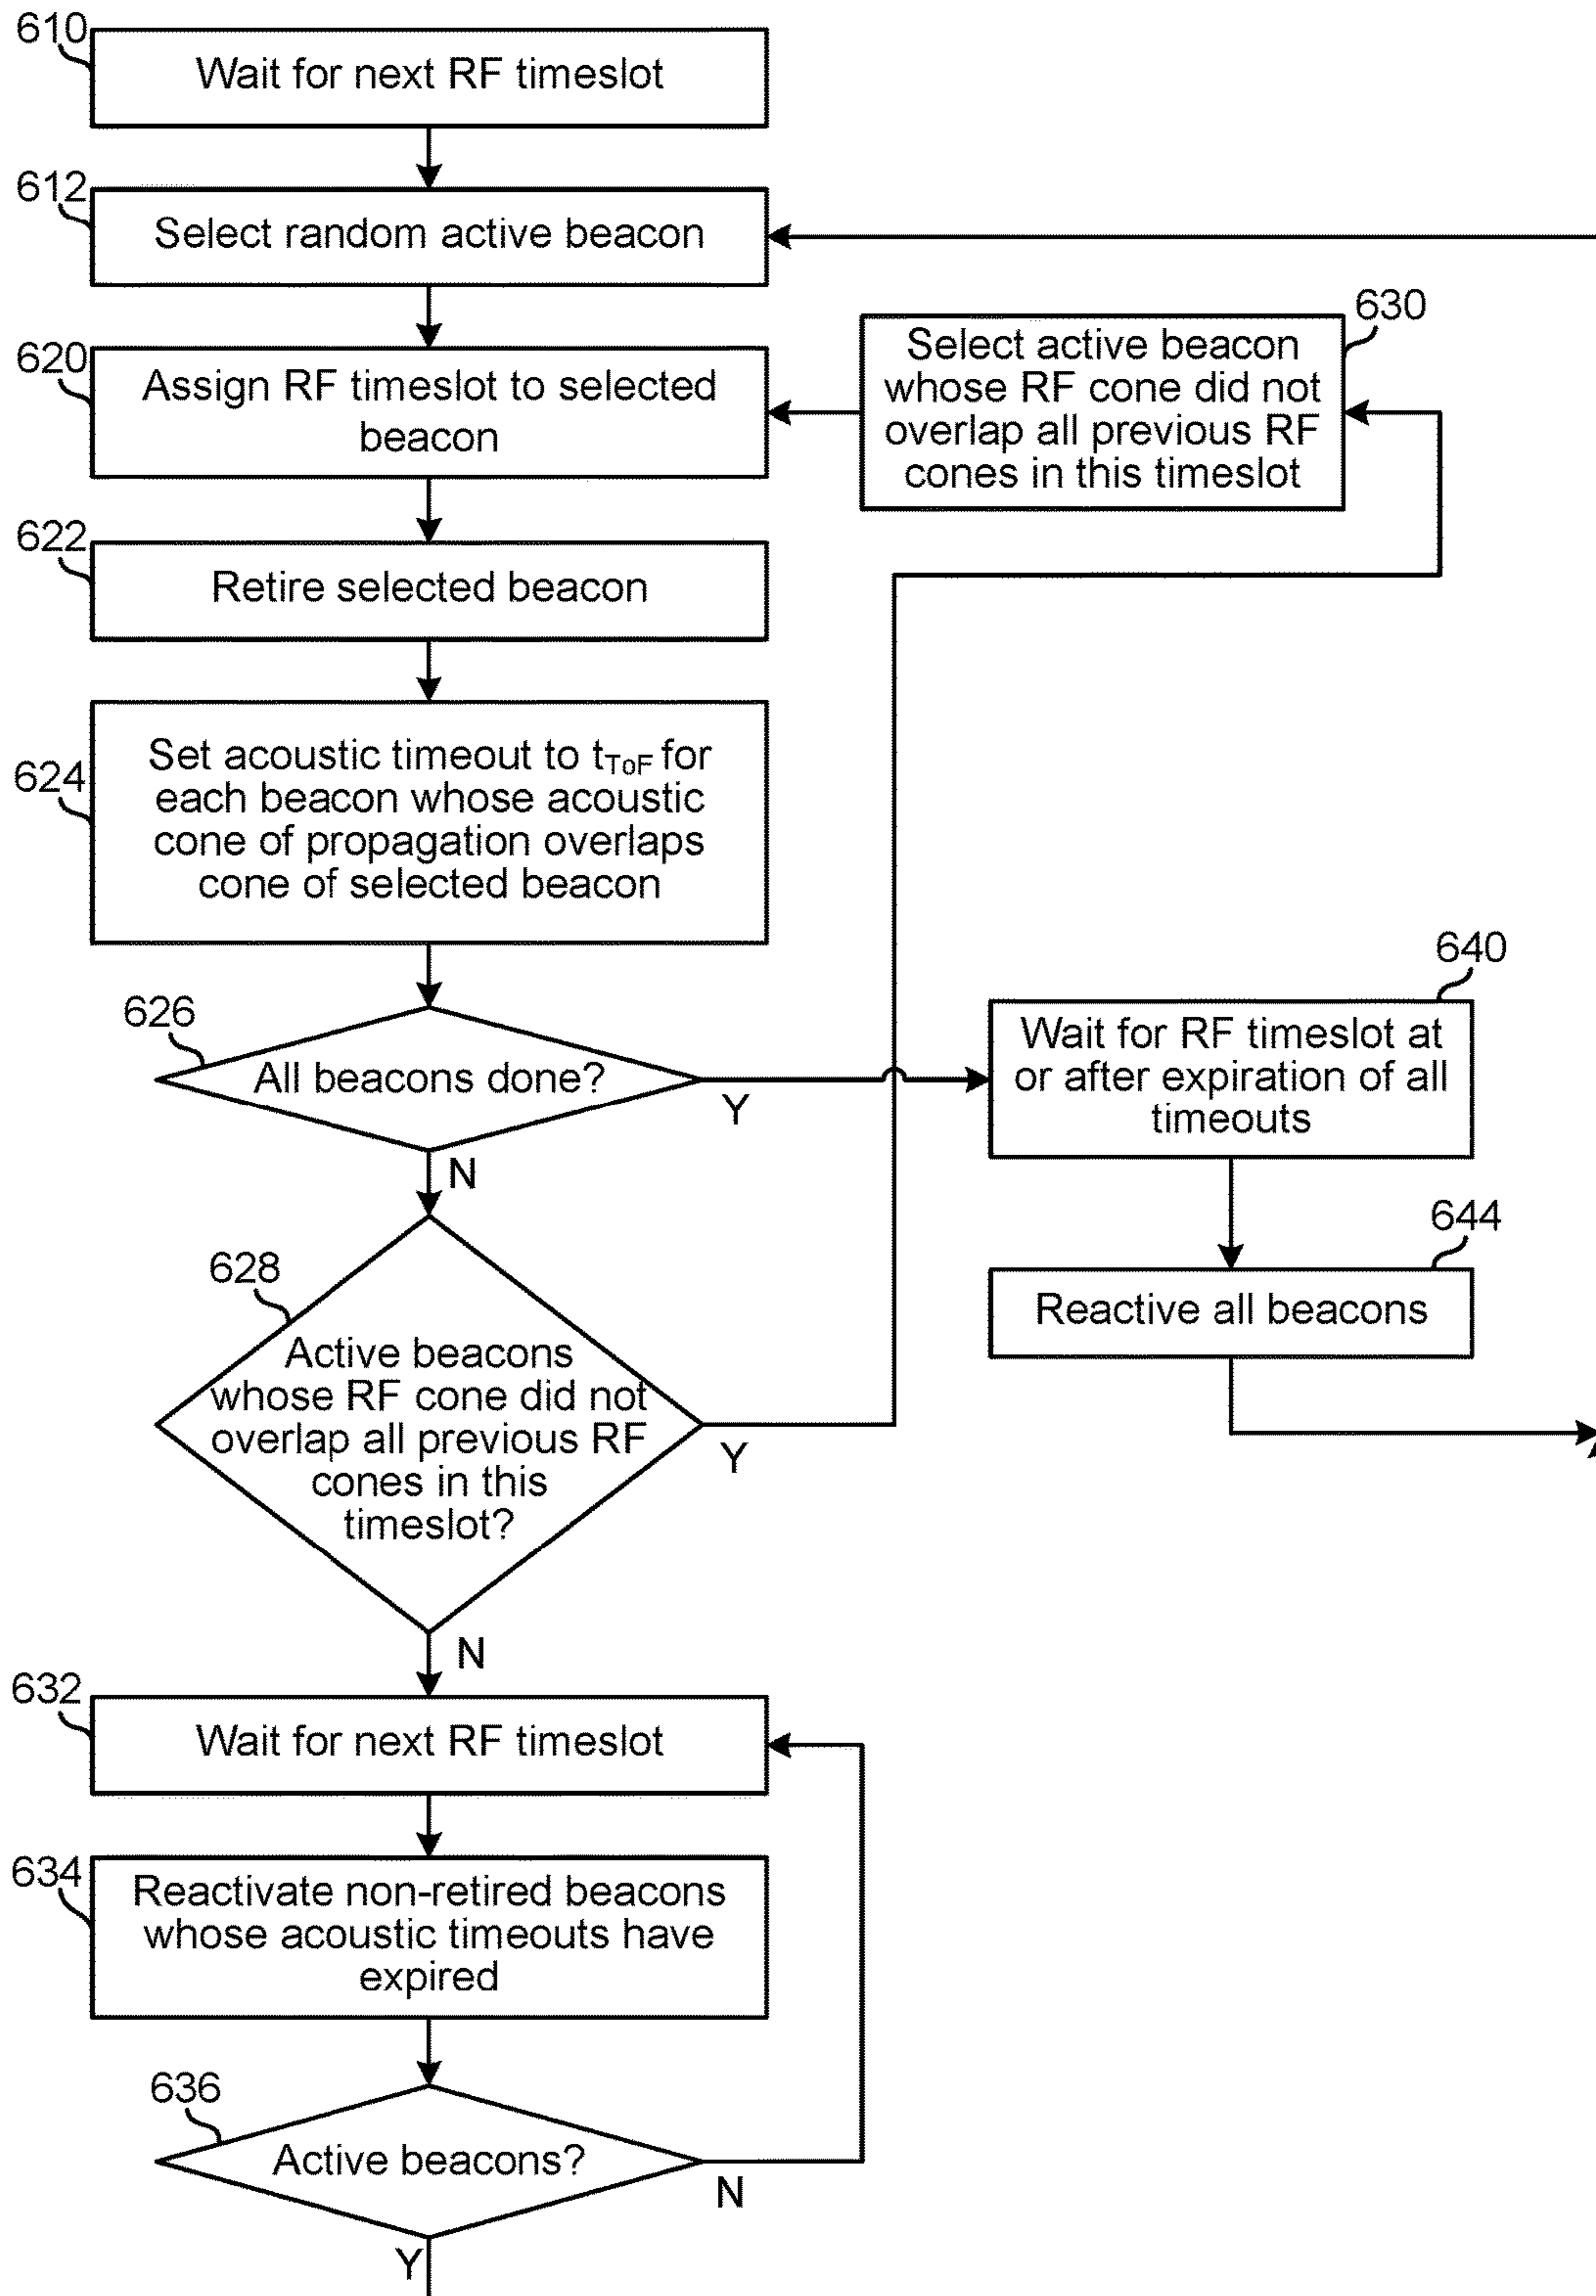 610
Wait for next RF timeslot
612
Select random active beacon
620
Assign RF timeslot to selected
beacon
630
Select active beacon
whose RF cone did not
overlap all previous RF
cones in this timeslot
622
Retire selected beacon
624
Set acoustic timeout to tToF for
each beacon whose acoustic
cone of propagation overlaps
cone of selected beacon
626
All beacons done?
Y
N
640
Wait for RF timeslot at
or after expiration of all
timeouts
644
Reactive all beacons
628
Active beacons
whose RF cone did not
overlap all previous RF
cones in this
timeslot?
Y
N
632
Wait for next RF timeslot
634
Reactivate non-retired beacons
whose acoustic timeouts have
expired
636
Active beacons?
N
Y